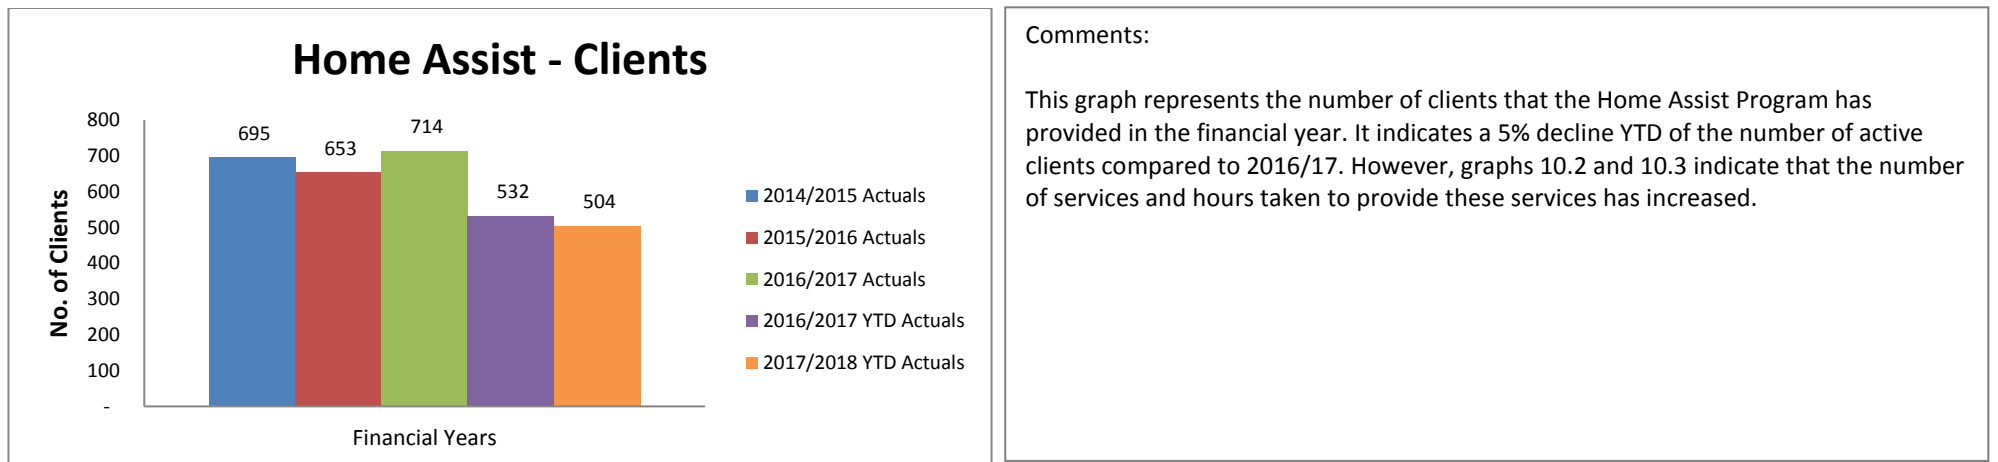 Home Assist - Clients
800
700
600
500
400
300
200
100
-
No. of Clients
695
653
714
532
504
Financial Years
2014/2015 Actuals
2015/2016 Actuals
2016/2017 Actuals
2016/2017 YTD Actuals
2017/2018 YTD Actuals
Comments:
This graph represents the number of clients that the Home Assist Program has
provided in the financial year. It indicates a 5% decline YTD of the number of active
clients compared to 2016/17. However, graphs 10.2 and 10.3 indicate that the number
of services and hours taken to provide these services has increased.